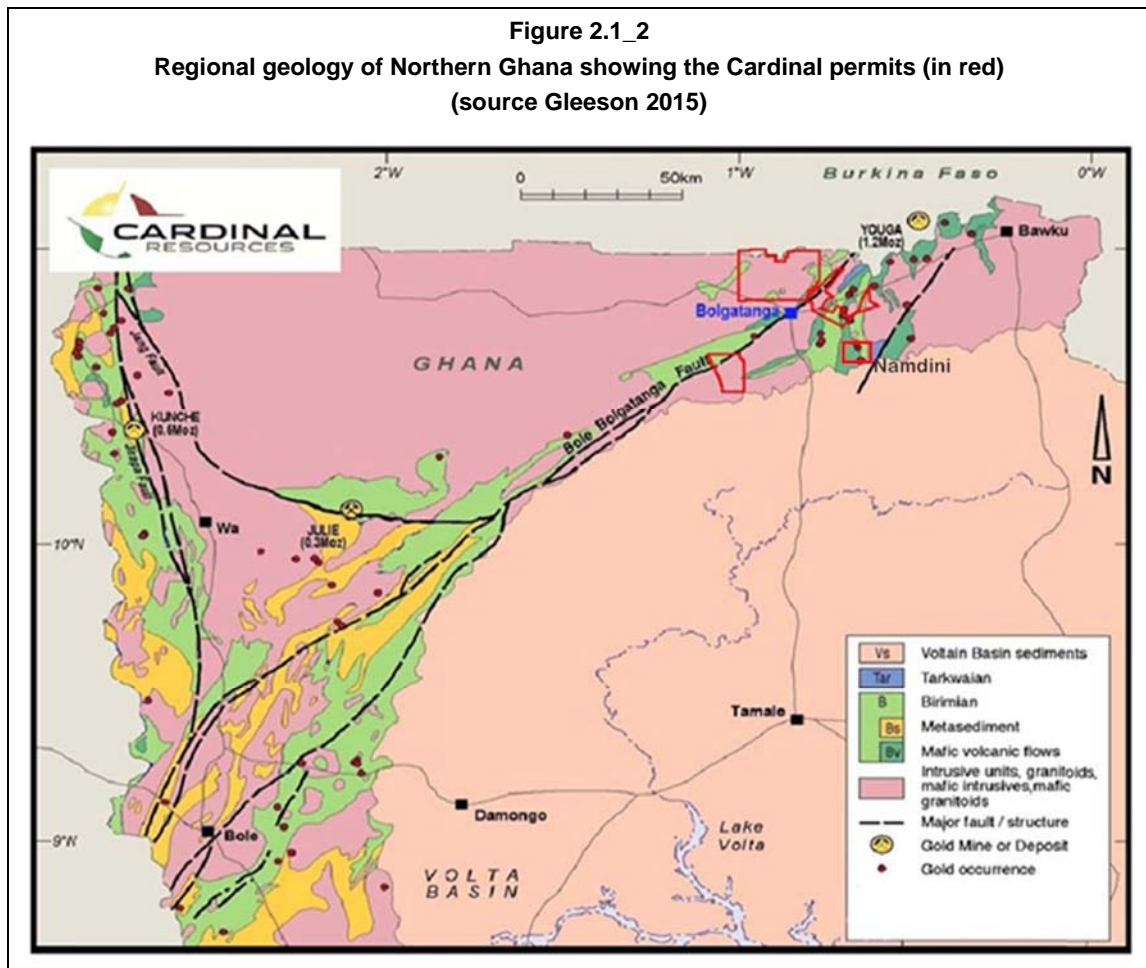 Figure 2.1_2
Regional geology of Northern Ghana showing the Cardinal permits (in red)
(source Gleeson 2015)
2°W
1°W
0°W
0
50km
Burkina Faso
CARDINAL
RESOURCES
YOUGA
(1.2Moz)
Bawku
Bolgatanga
GHANA
Namdini
Jang Fault
Bole Bolgatanga Fault
KUNCHE
(0.6Moz)
Jirapa Fault
N
Wa
JULIE
(0.3Moz)
10°N
Vs Voltain Basin sediments
Tar Tarkwaian
B Birimian
Bs Metasediment
Bv Mafic volcanic flows
Intrusive units, granitoids,
mafic intrusives,mafic
granitoids
Major fault / structure
Gold Mine or Deposit
Gold occurrence
Tamale
Damongo
Bole
9°N
Lake
Volta
VOLTA
BASIN